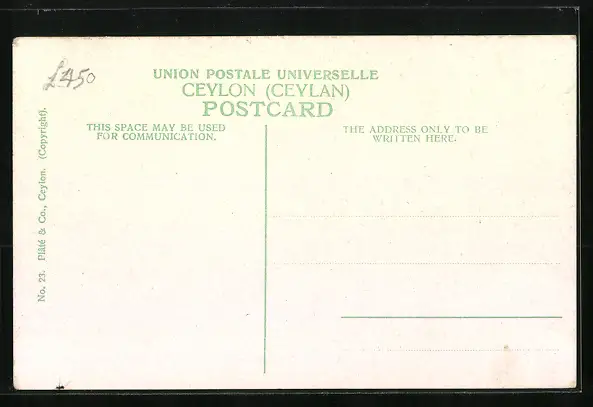 £450
UNION POSTALE UNIVERSELLE
CEYLON (CEYLAN)
POSTCARD
THIS SPACE MAY BE USED
FOR COMMUNICATION.
THE ADDRESS ONLY TO BE
WRITTEN HERE.
No. 23. Plâté & Co., Ceylon. (Copyright).